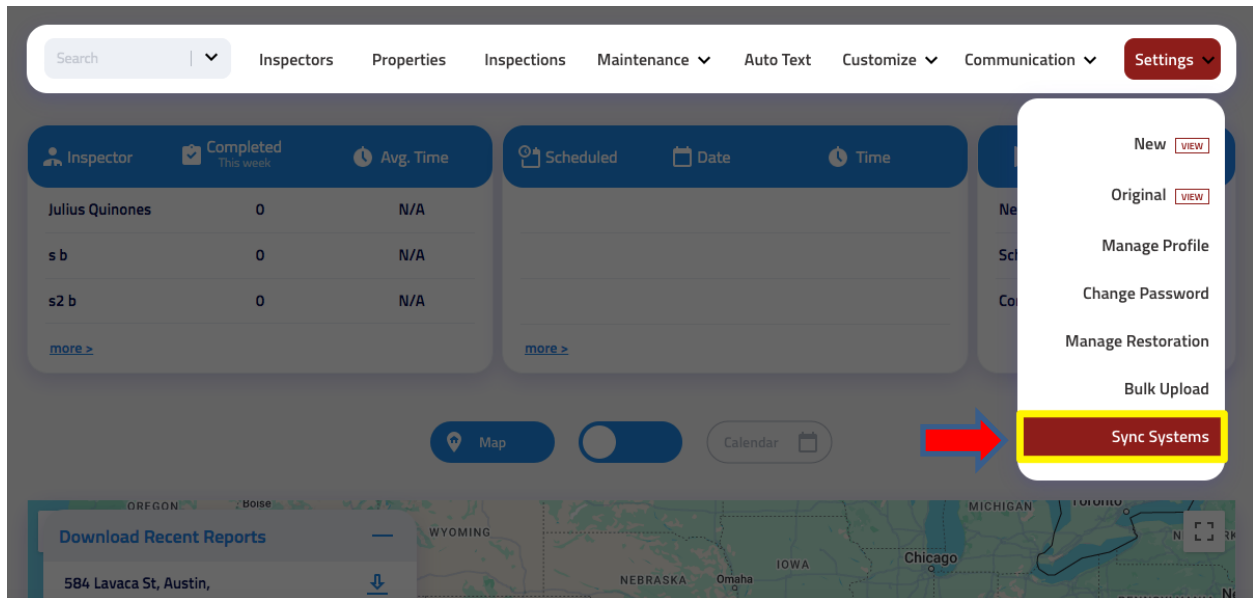 Search
Inspectors
Properties
Inspections
Maintenance
Auto Text
Customize
Communication
Settings
New VIEW
Original VIEW
Manage Profile
Change Password
Manage Restoration
Bulk Upload
Sync Systems
Inspector
Completed
This week
Avg. Time
Julius Quinones 0 N/A
s b 0 N/A
s2 b 0 N/A
more >
Scheduled
Date
Time
more >
Map
Calendar
Download Recent Reports
584 Lavaca St, Austin,
OREGON
Boise
WYOMING
NEBRASKA
Omaha
IOWA
Chicago
MICHIGAN
Toronto